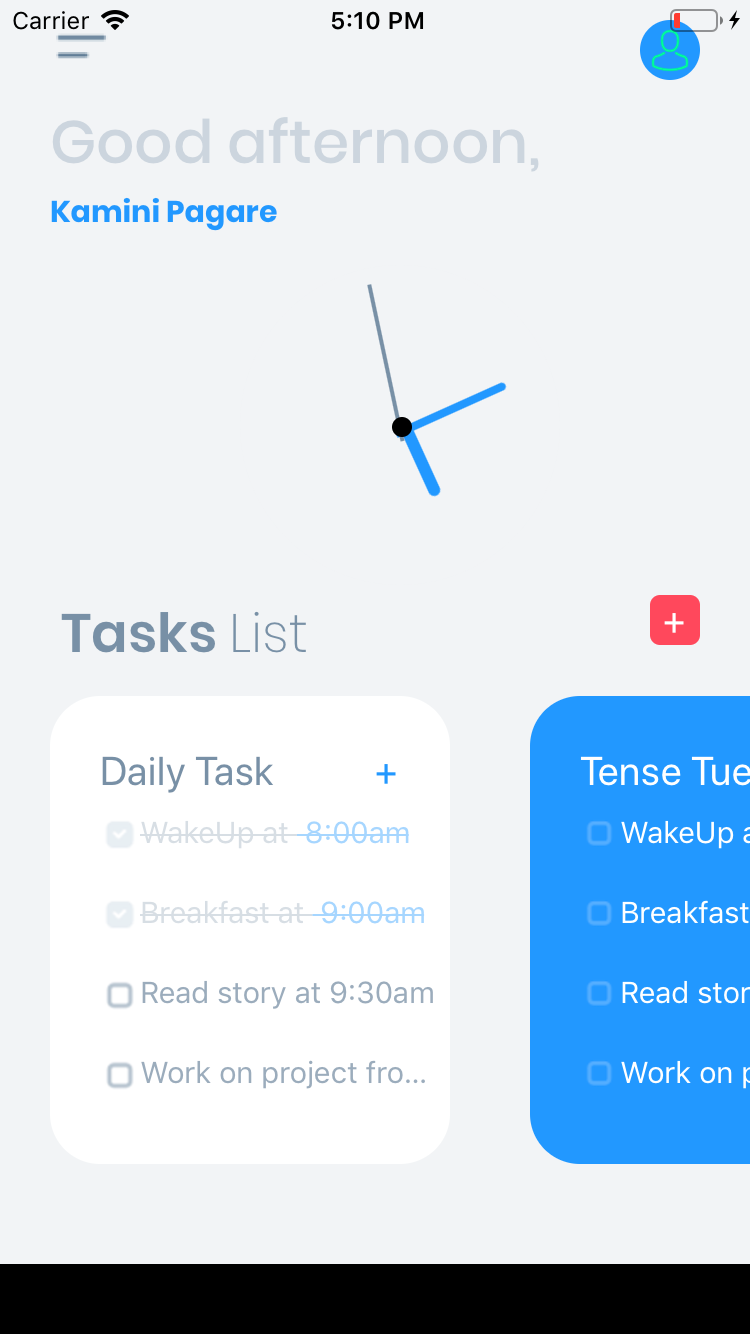 Carrier 5:10 PM
Good afternoon,
Kamini Pagare
Tasks List +
Daily Task +
WakeUp at -8:00am
Breakfast at -9:00am
Read story at 9:30am
Work on project fro...
Tense Tue
WakeUp a
Breakfast
Read stor
Work on p